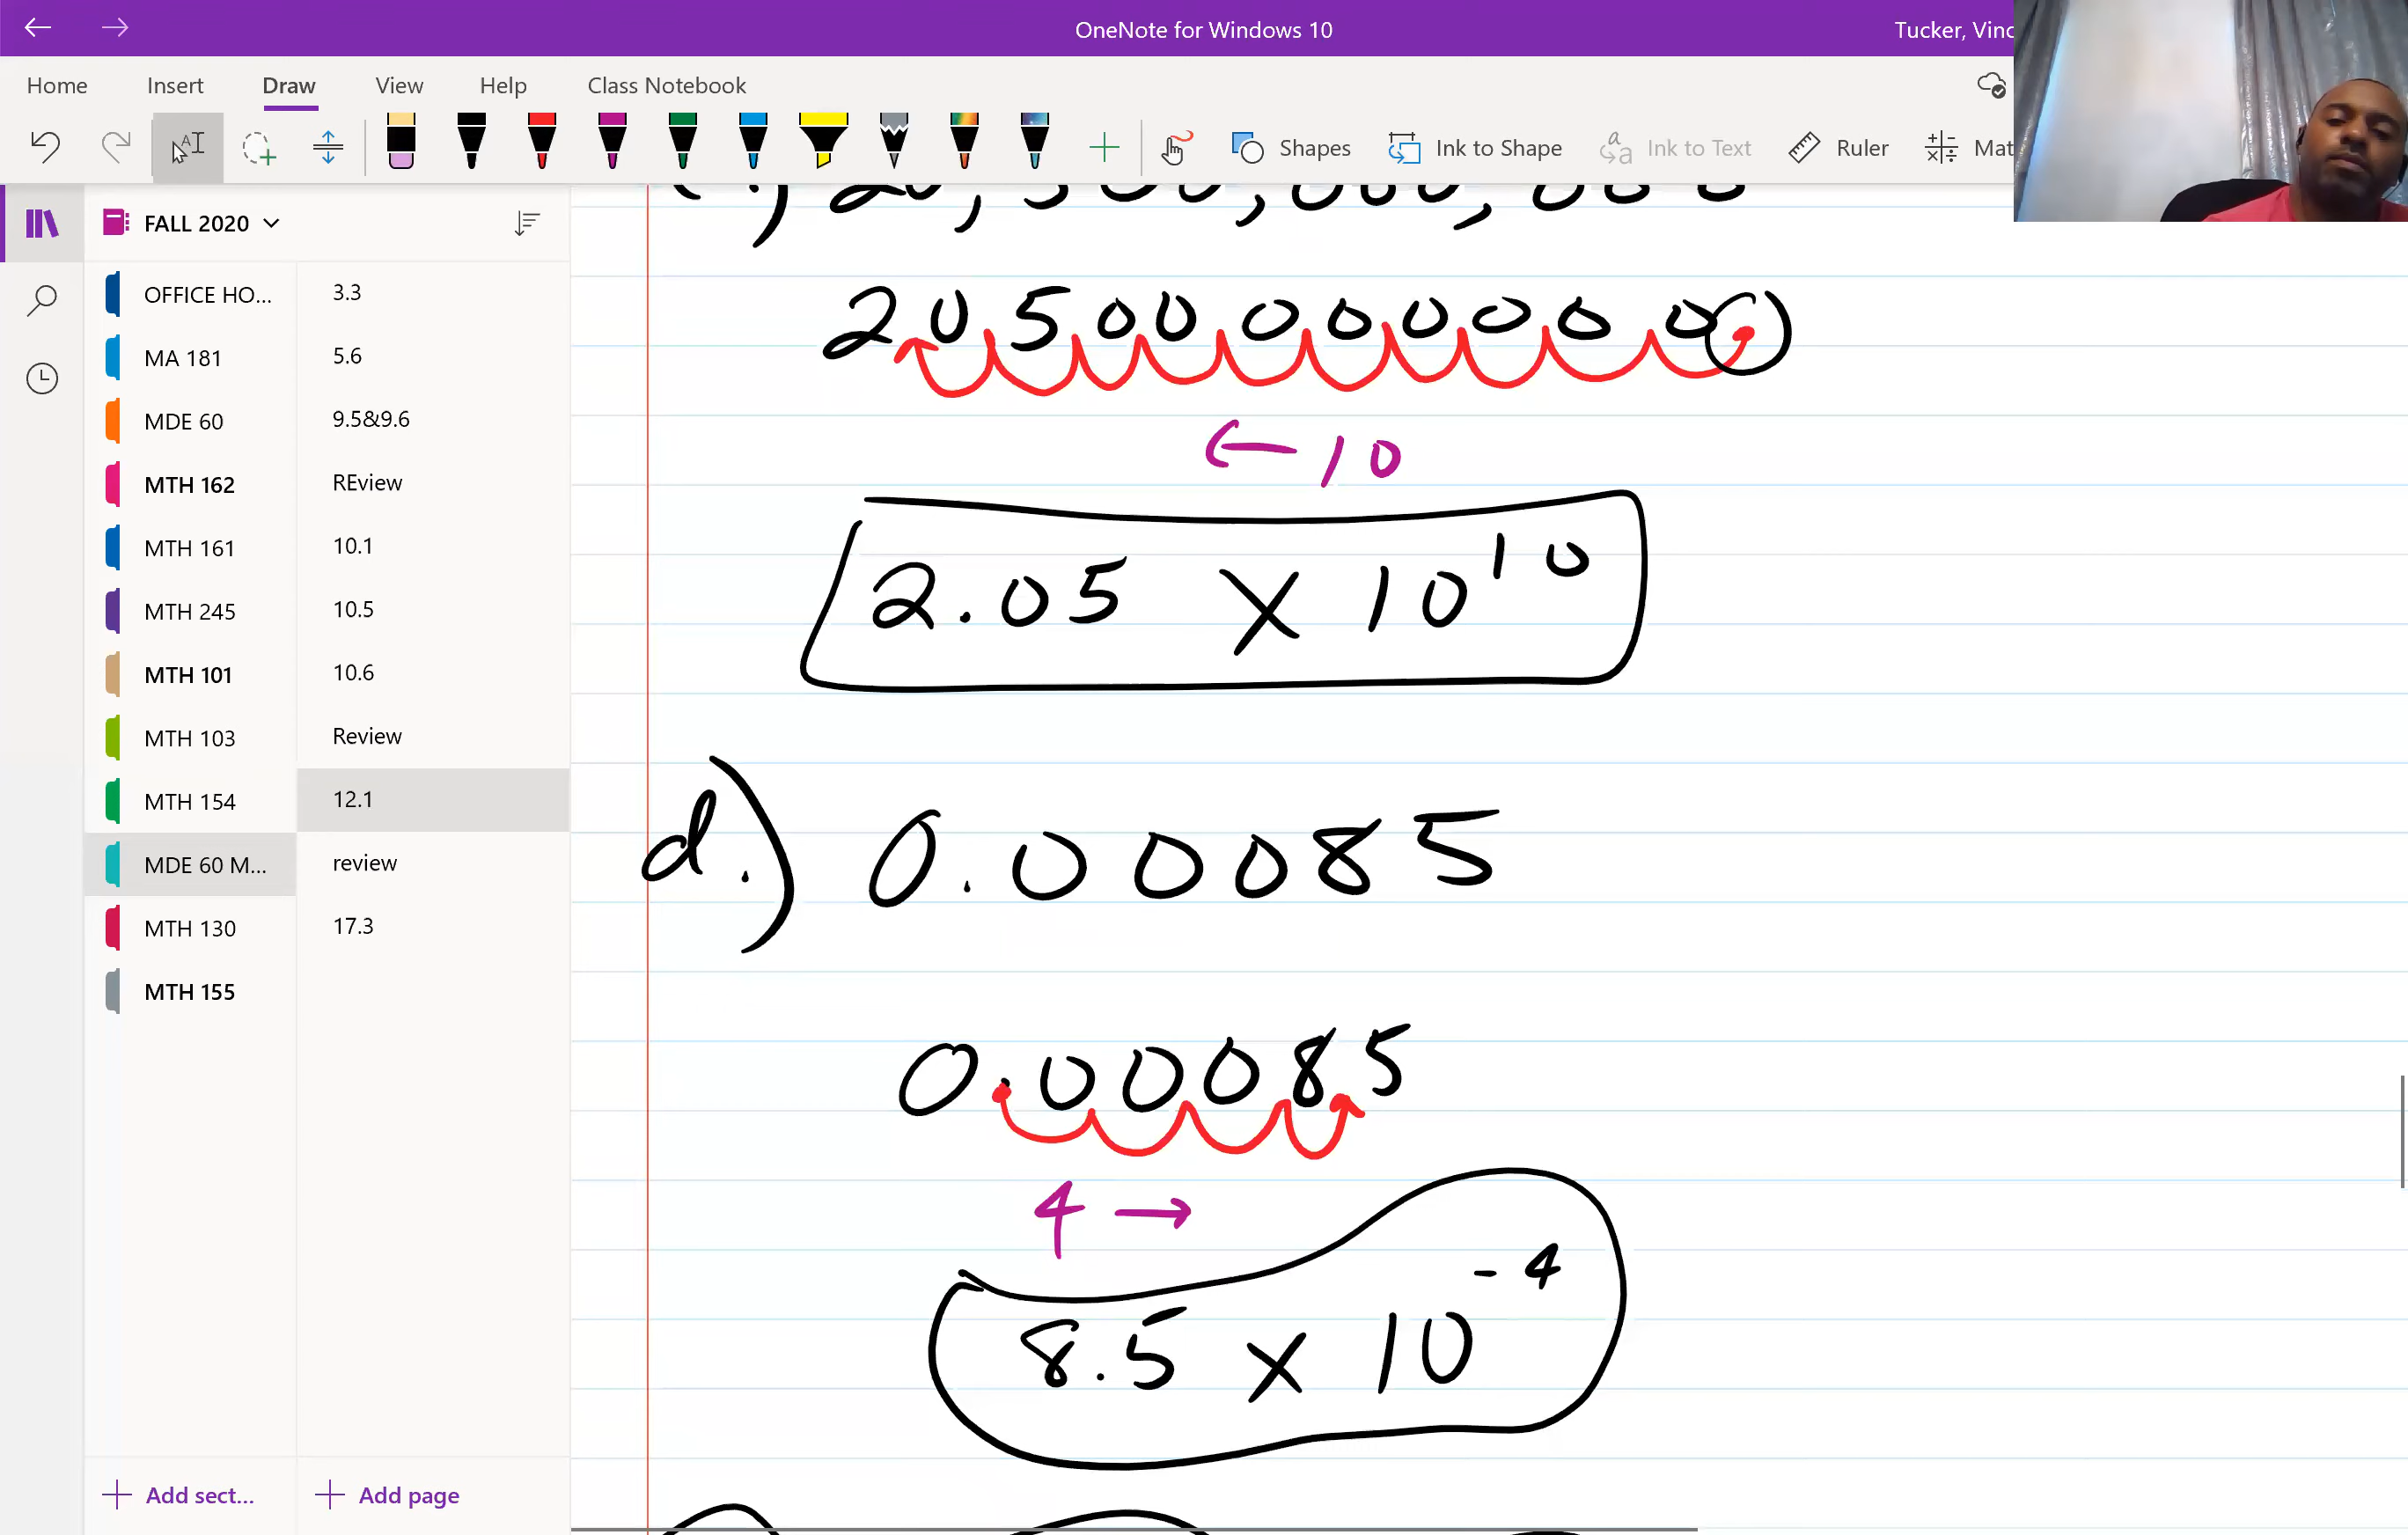 OneNote for Windows 10
Tucker, Vinc
Home Insert Draw View Help Class Notebook
Shapes Ink to Shape Ink to Text Ruler Mat
FALL 2020
OFFICE HO...
MA 181
MDE 60
MTH 162
MTH 161
MTH 245
MTH 101
MTH 103
MTH 154
MDE 60 M...
MTH 130
MTH 155
Add sect...
3.3
5.6
9.5&9.6
REview
10.1
10.5
10.6
Review
12.1
review
17.3
Add page
20500000000
← 10
2.05 X 10^10
d.) 0.00085
0.00085
4 →
8.5 x 10^-4